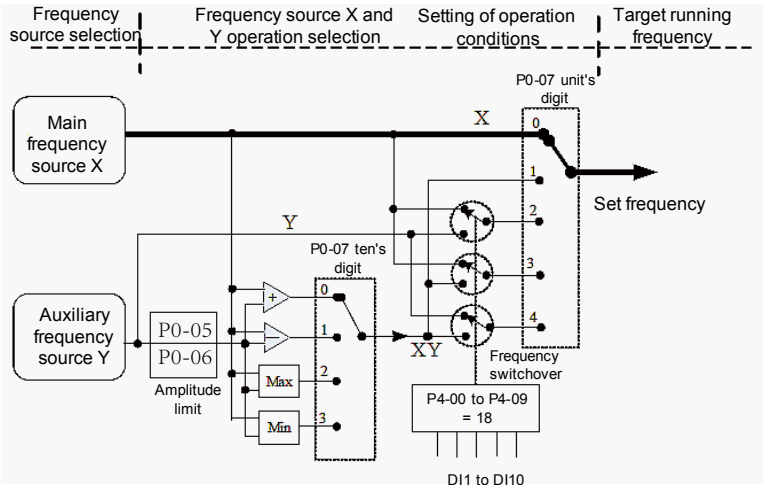 Frequency
source selection
Frequency source X and
Y operation selection
Setting of operation
conditions
Target running
frequency
P0-07 unit's
digit
Main
frequency
source X
X
0
1
2
3
4
Set frequency
Y
P0-07 ten's
digit
Auxiliary
frequency
source Y
P0-05
P0-06
Amplitude
limit
+
−
Max
Min
0
1
2
3
XY
Frequency
switchover
P4-00 to P4-09
= 18
DI1 to DI10